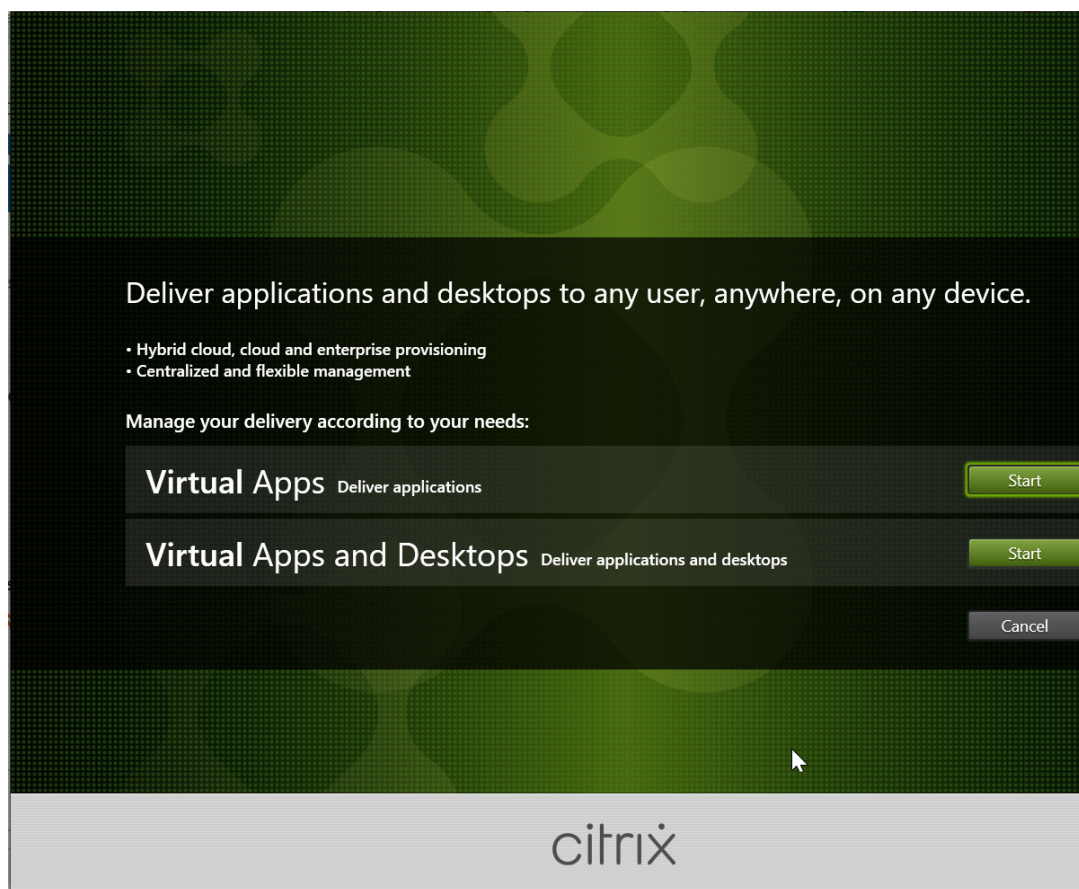 Deliver applications and desktops to any user, anywhere, on any device.
• Hybrid cloud, cloud and enterprise provisioning
• Centralized and flexible management
Manage your delivery according to your needs:
Virtual Apps Deliver applications Start
Virtual Apps and Desktops Deliver applications and desktops Start
Cancel
citrix